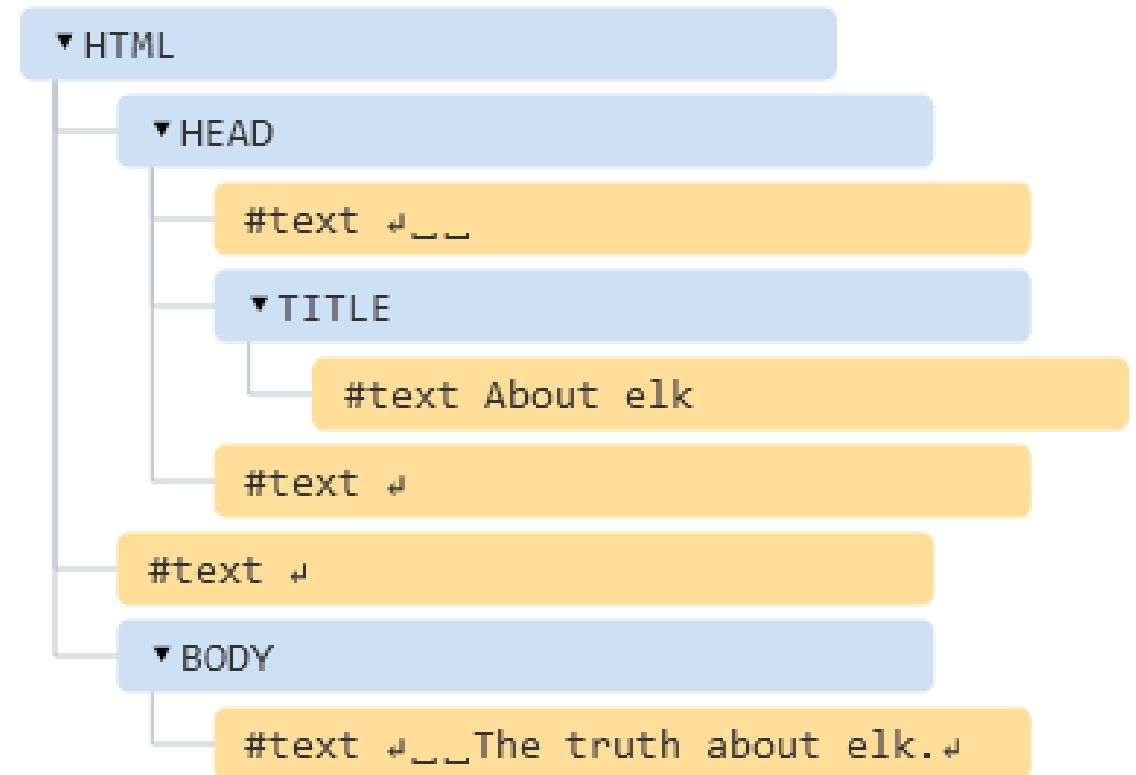 ▼ HTML
▼ HEAD
#text ↵␣␣
▼ TITLE
#text About elk
#text ↵
#text ↵
▼ BODY
#text ↵␣␣The truth about elk.↵